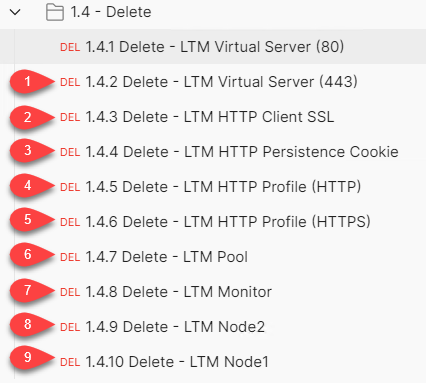 1.4 - Delete
DEL 1.4.1 Delete - LTM Virtual Server (80)
1 DEL 1.4.2 Delete - LTM Virtual Server (443)
2 DEL 1.4.3 Delete - LTM HTTP Client SSL
3 DEL 1.4.4 Delete - LTM HTTP Persistence Cookie
4 DEL 1.4.5 Delete - LTM HTTP Profile (HTTP)
5 DEL 1.4.6 Delete - LTM HTTP Profile (HTTPS)
6 DEL 1.4.7 Delete - LTM Pool
7 DEL 1.4.8 Delete - LTM Monitor
8 DEL 1.4.9 Delete - LTM Node2
9 DEL 1.4.10 Delete - LTM Node1